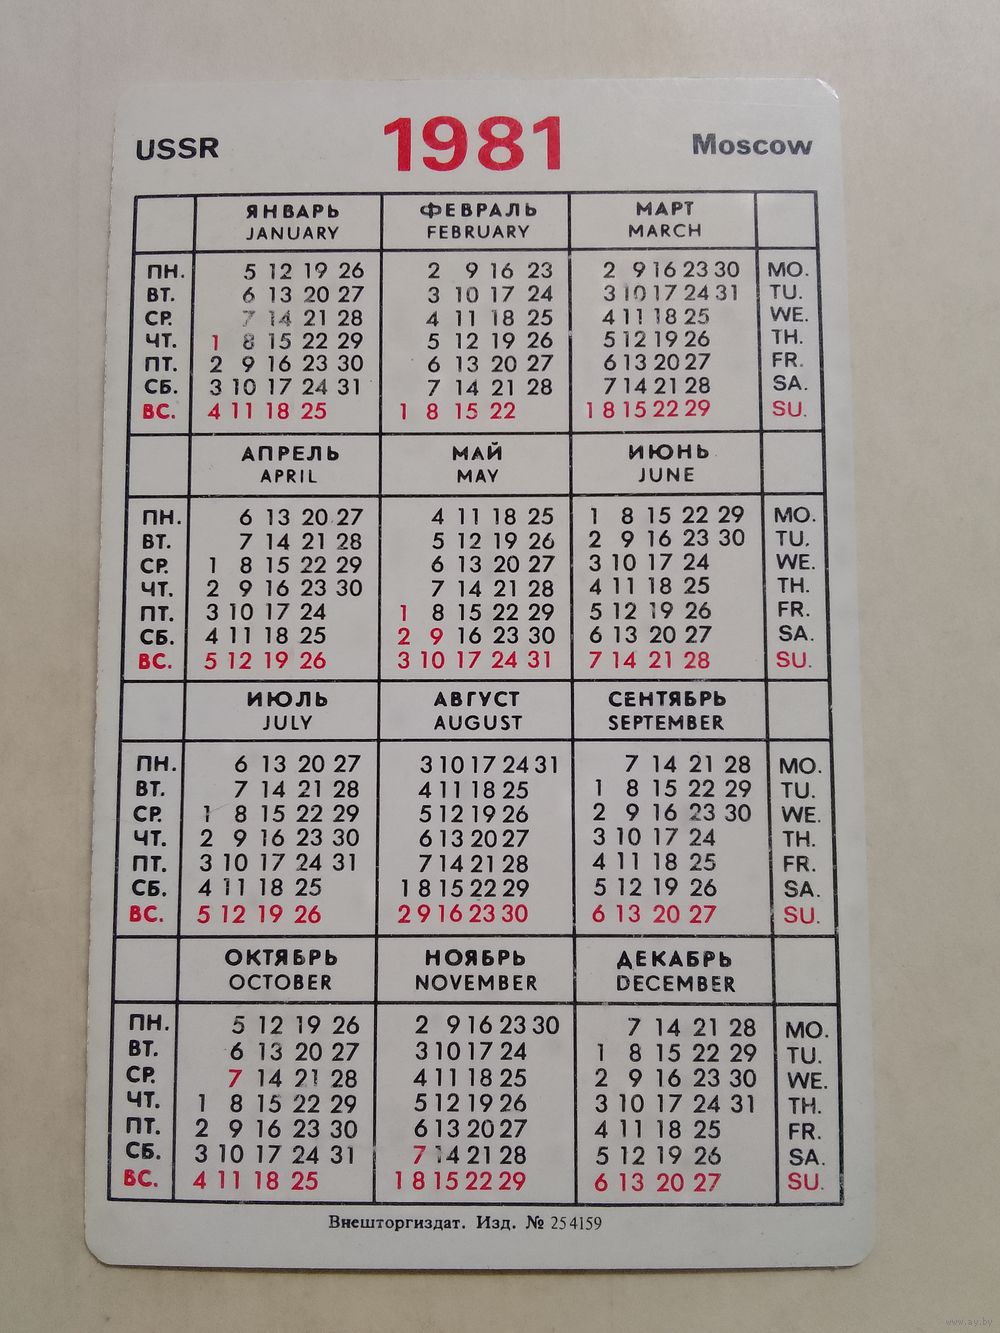 USSR 1981 Moscow
ЯНВАРЬ ФЕВРАЛЬ МАРТ
JANUARY FEBRUARY MARCH
ПН. 5 12 19 26 2 9 16 23 2 9 16 23 30 MO.
ВТ. 6 13 20 27 3 10 17 24 3 10 17 24 31 TU.
СР. 7 14 21 28 4 11 18 25 4 11 18 25 WE.
ЧТ. 1 8 15 22 29 5 12 19 26 5 12 19 26 TH.
ПТ. 2 9 16 23 30 6 13 20 27 6 13 20 27 FR.
СБ. 3 10 17 24 31 7 14 21 28 7 14 21 28 SA.
ВС. 4 11 18 25 1 8 15 22 1 8 15 22 29 SU.
АПРЕЛЬ МАЙ ИЮНЬ
APRIL MAY JUNE
ПН. 6 13 20 27 4 11 18 25 1 8 15 22 29 MO.
ВТ. 7 14 21 28 5 12 19 26 2 9 16 23 30 TU.
СР. 1 8 15 22 29 6 13 20 27 3 10 17 24 WE.
ЧТ. 2 9 16 23 30 7 14 21 28 4 11 18 25 TH.
ПТ. 3 10 17 24 1 8 15 22 29 5 12 19 26 FR.
СБ. 4 11 18 25 2 9 16 23 30 6 13 20 27 SA.
ВС. 5 12 19 26 3 10 17 24 31 7 14 21 28 SU.
ИЮЛЬ АВГУСТ СЕНТЯБРЬ
JULY AUGUST SEPTEMBER
ПН. 6 13 20 27 3 10 17 24 31 7 14 21 28 MO.
ВТ. 7 14 21 28 4 11 18 25 1 8 15 22 29 TU.
СР. 1 8 15 22 29 5 12 19 26 2 9 16 23 30 WE.
ЧТ. 2 9 16 23 30 6 13 20 27 3 10 17 24 TH.
ПТ. 3 10 17 24 31 7 14 21 28 4 11 18 25 FR.
СБ. 4 11 18 25 1 8 15 22 29 5 12 19 26 SA.
ВС. 5 12 19 26 2 9 16 23 30 6 13 20 27 SU.
ОКТЯБРЬ НОЯБРЬ ДЕКАБРЬ
OCTOBER NOVEMBER DECEMBER
ПН. 5 12 19 26 2 9 16 23 30 7 14 21 28 MO.
ВТ. 6 13 20 27 3 10 17 24 1 8 15 22 29 TU.
СР. 7 14 21 28 4 11 18 25 2 9 16 23 30 WE.
ЧТ. 1 8 15 22 29 5 12 19 26 3 10 17 24 31 TH.
ПТ. 2 9 16 23 30 6 13 20 27 4 11 18 25 FR.
СБ. 3 10 17 24 31 7 14 21 28 5 12 19 26 SA.
ВС. 4 11 18 25 1 8 15 22 29 6 13 20 27 SU.
Внешторгиздат. Изд. № 254159
www.ay.by